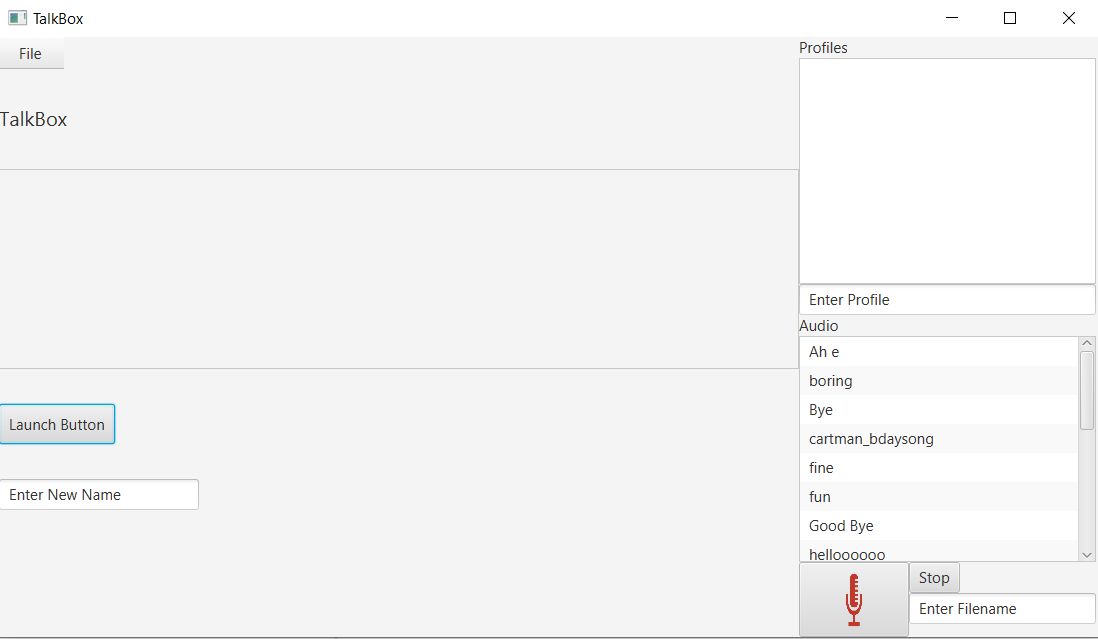 TalkBox
File
TalkBox
Launch Button
Enter New Name
Profiles
Enter Profile
Audio
Ah e
boring
Bye
cartman_bdaysong
fine
fun
Good Bye
helloooooo
Stop
Enter Filename